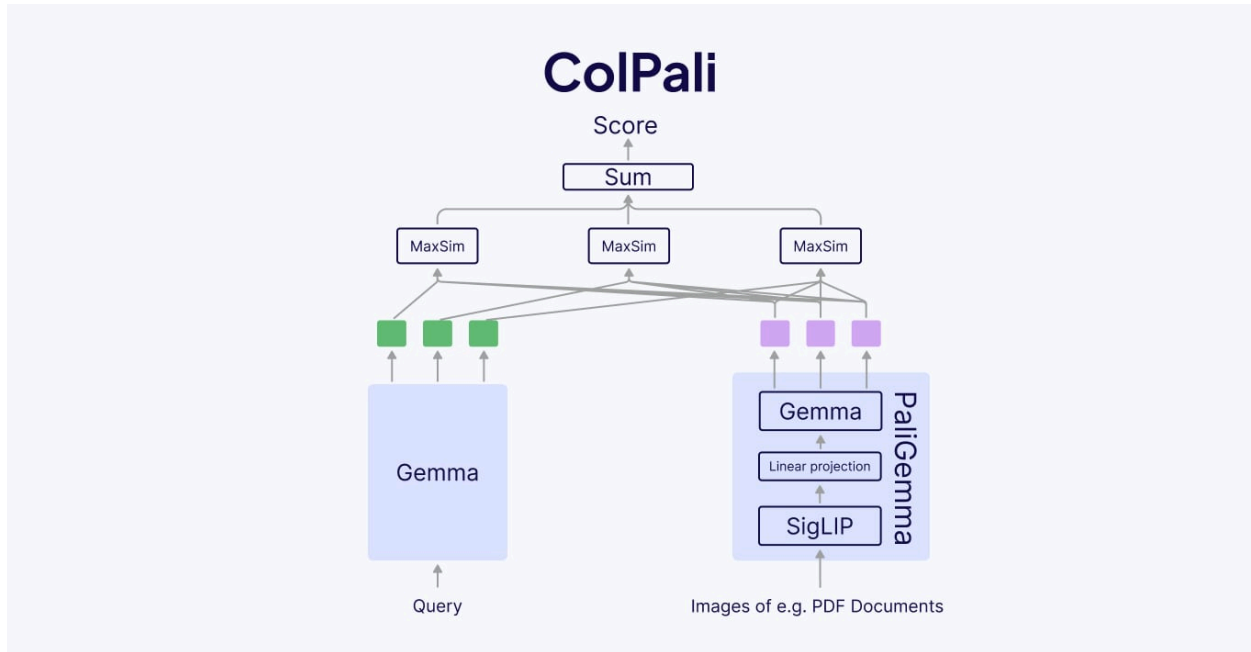 ColPali
Score
Sum
MaxSim MaxSim MaxSim
Gemma
Query
Gemma
Linear projection
SigLIP
PaliGemma
Images of e.g. PDF Documents